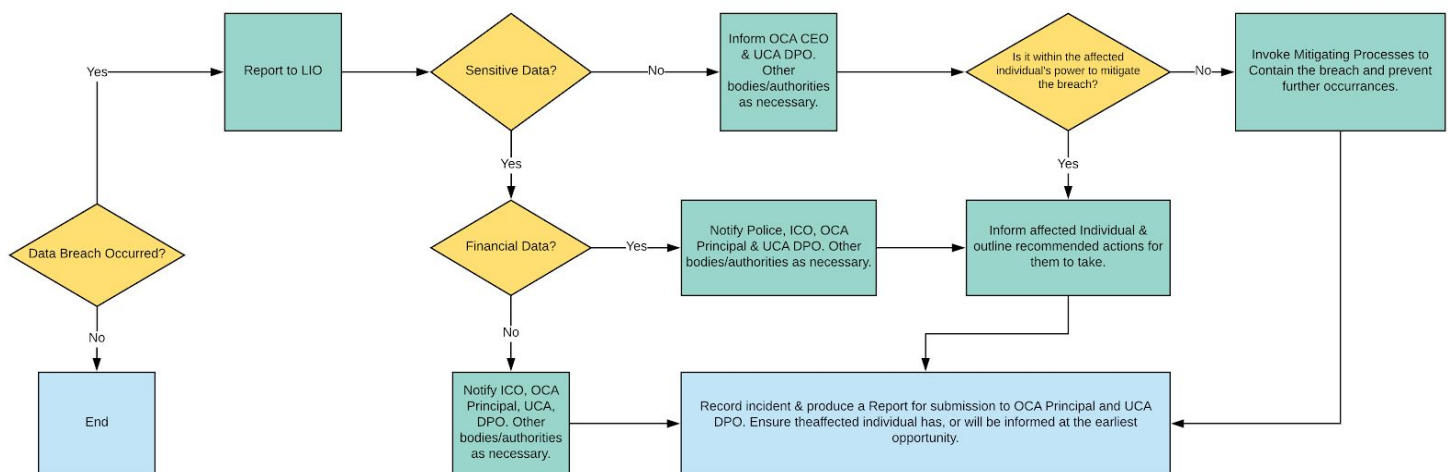 Yes
Report to LIO
Sensitive Data?
No
Inform OCA CEO
& UCA DPO.
Other
bodies/authorities
as necessary.
Is it within the affected
individual's power to mitigate
the breach?
No
Invoke Mitigating Processes to
Contain the breach and prevent
further occurrances.
Yes
Yes
Data Breach Occurred?
Financial Data?
Yes
Notify Police, ICO, OCA
Principal & UCA DPO. Other
bodies/authorities as necessary.
Inform affected Individual &
outline recommended actions for
them to take.
No
No
End
Notify ICO, OCA
Principal, UCA,
DPO. Other
bodies/authorities
as necessary.
Record incident & produce a Report for submission to OCA Principal and UCA
DPO. Ensure theaffected individual has, or will be informed at the earliest
opportunity.